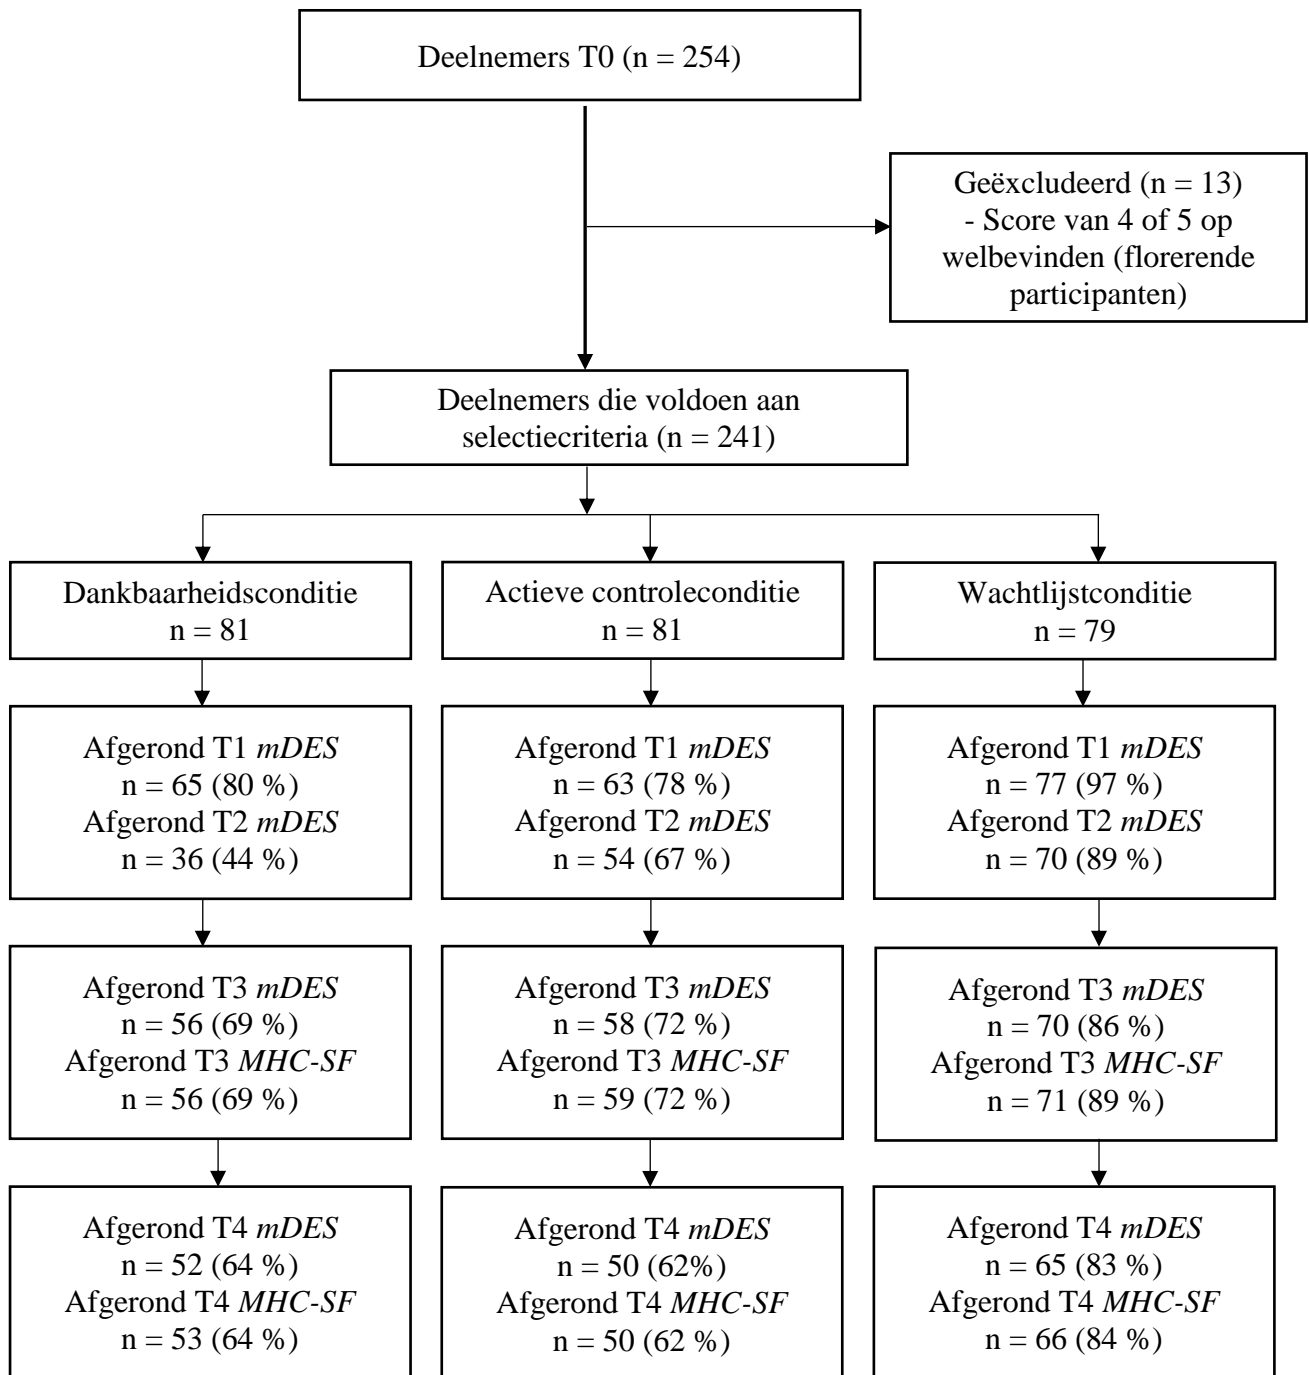 Deelnemers T0 (n = 254)
Geëxcludeerd (n = 13)
- Score van 4 of 5 op
welbevinden (florerende
participanten)
Deelnemers die voldoen aan
selectiecriteria (n = 241)
Dankbaarheidsconditie
n = 81
Actieve controleconditie
n = 81
Wachtlijstconditie
n = 79
Afgerond T1 mDES
n = 65 (80 %)
Afgerond T2 mDES
n = 36 (44 %)
Afgerond T1 mDES
n = 63 (78 %)
Afgerond T2 mDES
n = 54 (67 %)
Afgerond T1 mDES
n = 77 (97 %)
Afgerond T2 mDES
n = 70 (89 %)
Afgerond T3 mDES
n = 56 (69 %)
Afgerond T3 MHC-SF
n = 56 (69 %)
Afgerond T3 mDES
n = 58 (72 %)
Afgerond T3 MHC-SF
n = 59 (72 %)
Afgerond T3 mDES
n = 70 (86 %)
Afgerond T3 MHC-SF
n = 71 (89 %)
Afgerond T4 mDES
n = 52 (64 %)
Afgerond T4 MHC-SF
n = 53 (64 %)
Afgerond T4 mDES
n = 50 (62%)
Afgerond T4 MHC-SF
n = 50 (62 %)
Afgerond T4 mDES
n = 65 (83 %)
Afgerond T4 MHC-SF
n = 66 (84 %)